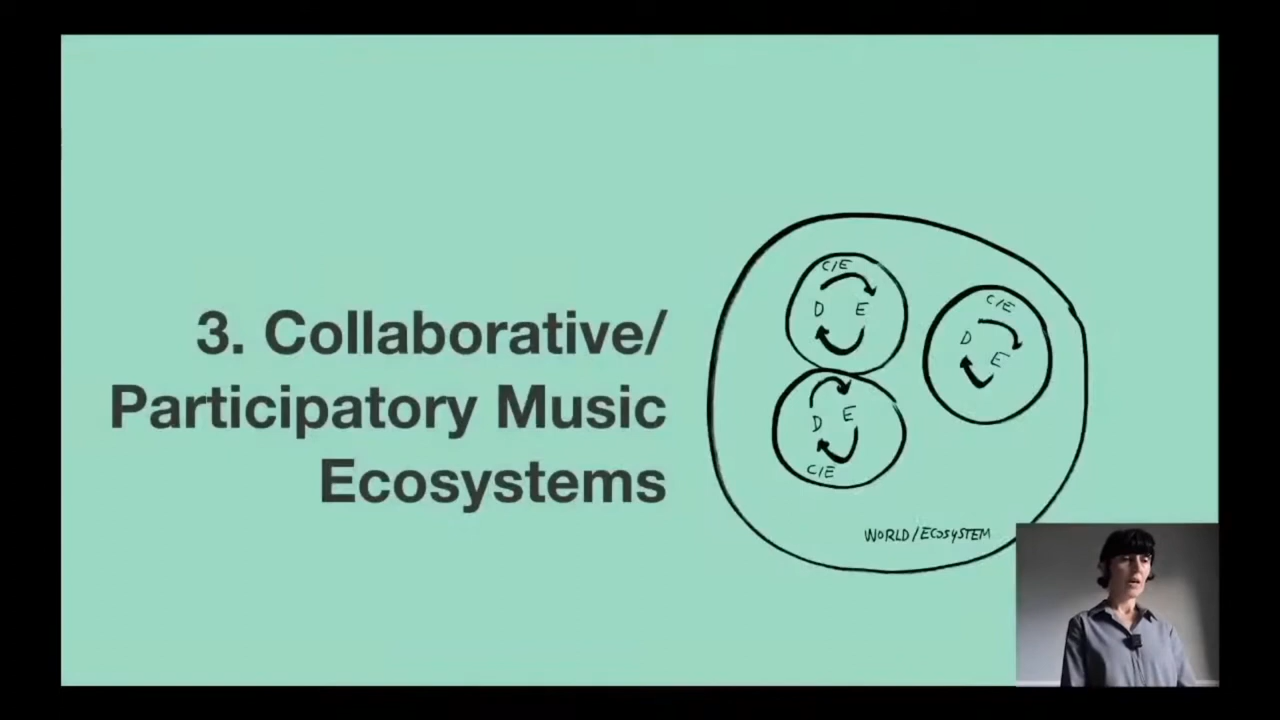 3. Collaborative/
Participatory Music
Ecosystems
C/E
D E
C/E
D
E
D E
C/E
WORLD/ECOSYSTEM